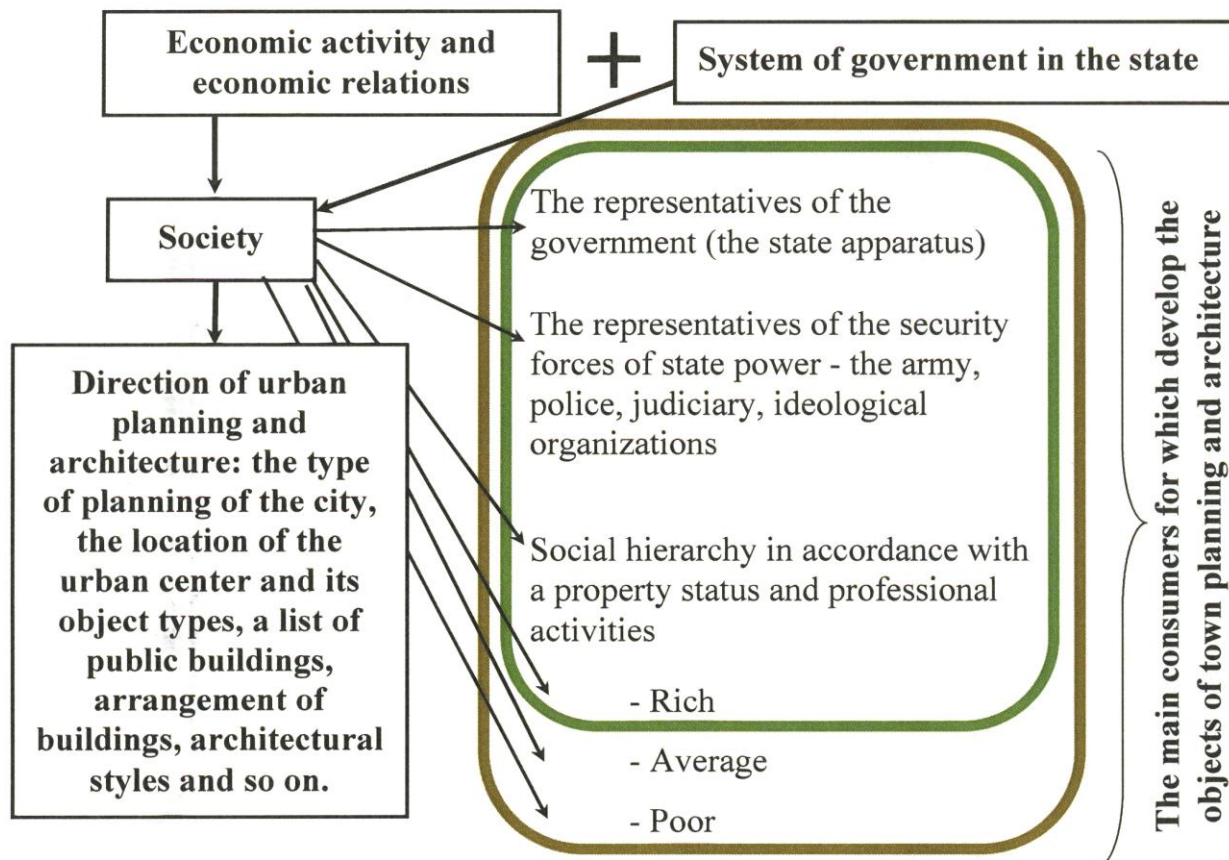 Economic activity and
economic relations
+
System of government in the state
Society
The representatives of the
government (the state apparatus)
The representatives of the security
forces of state power - the army,
police, judiciary, ideological
organizations
Social hierarchy in accordance with
a property status and professional
activities
- Rich
- Average
- Poor
Direction of urban
planning and
architecture: the type
of planning of the city,
the location of the
urban center and its
object types, a list of
public buildings,
arrangement of
buildings, architectural
styles and so on.
The main consumers for which develop the
objects of town planning and architecture